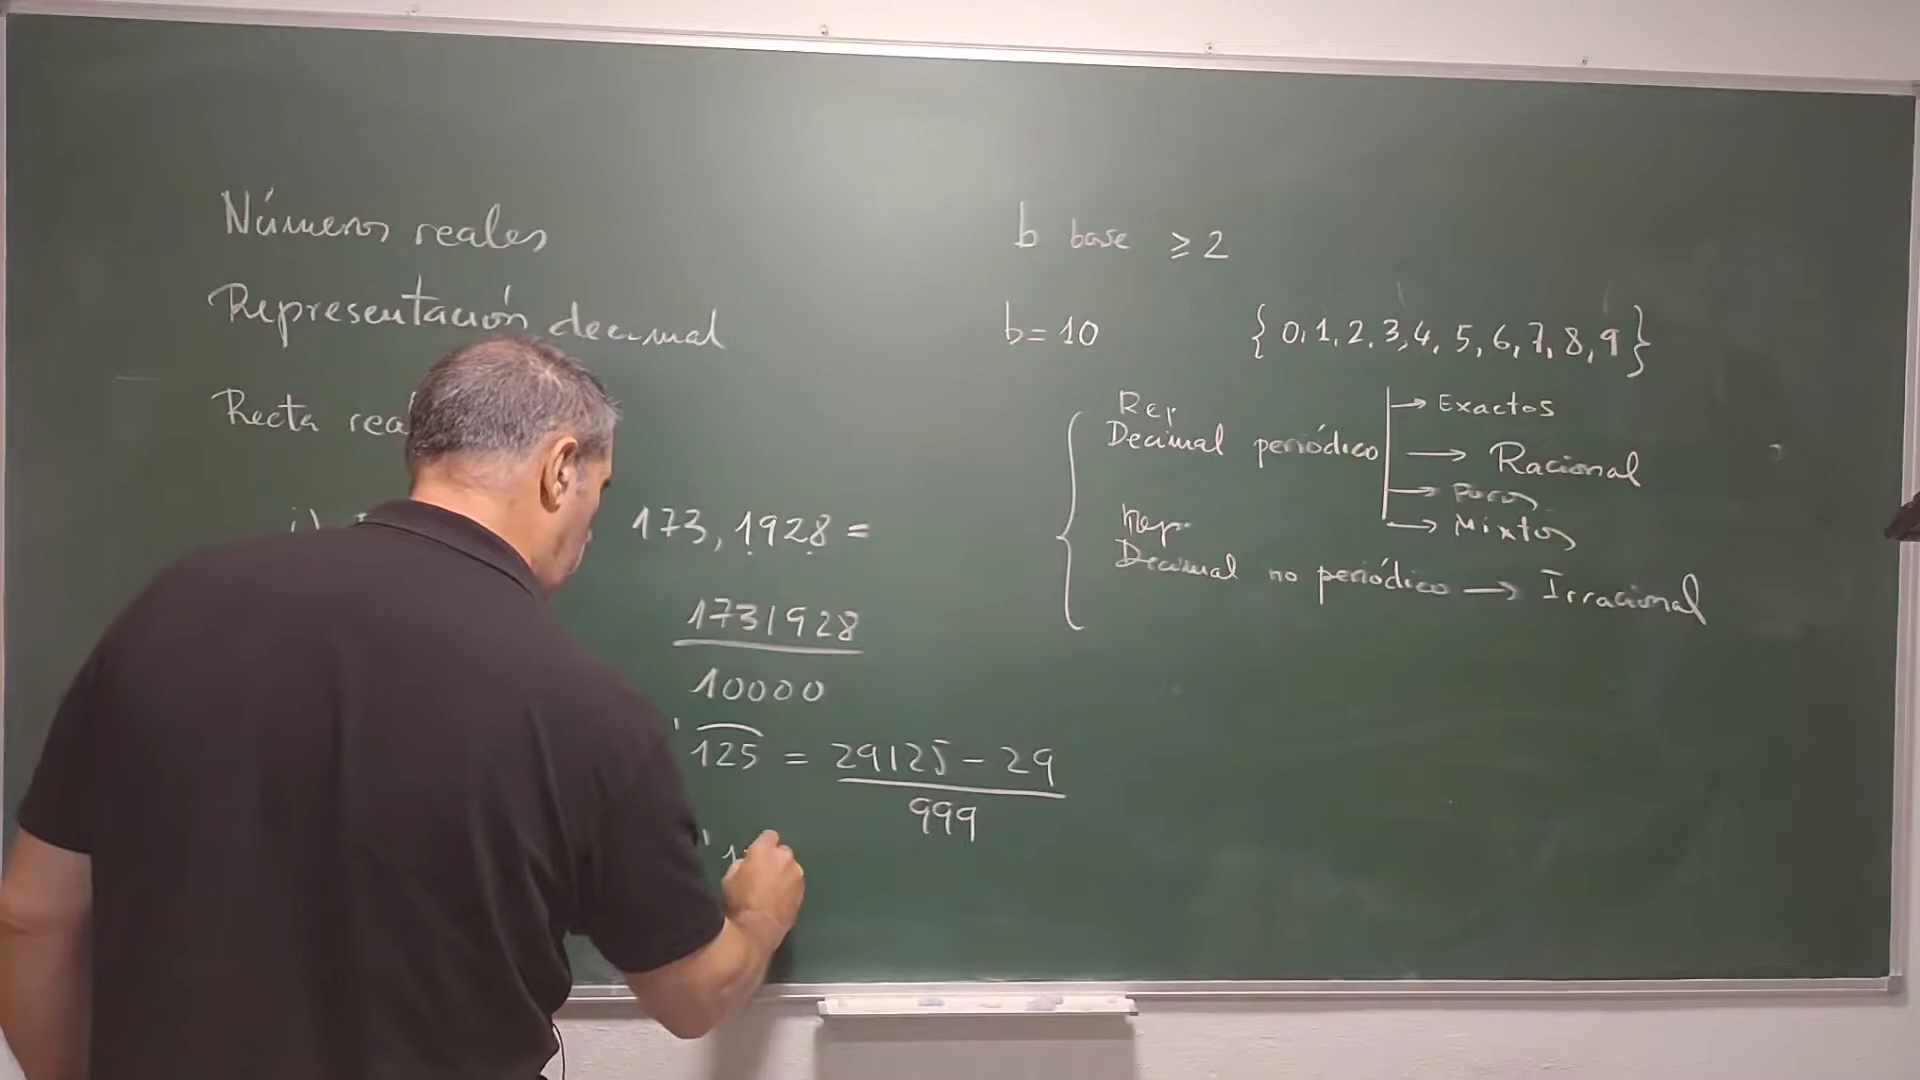 Números reales
Representación decimal
Recta rea
i)
173,1928 =
1731928
10000
125 = 29125 - 29
999
b base ≥ 2
b = 10 { 0, 1, 2, 3, 4, 5, 6, 7, 8, 9 }
Rep.
Decimal periódico
→ Exactos
→ Racional
→ Puros
→ Mixtos
Rep.
Decimal no periódico → Irracional